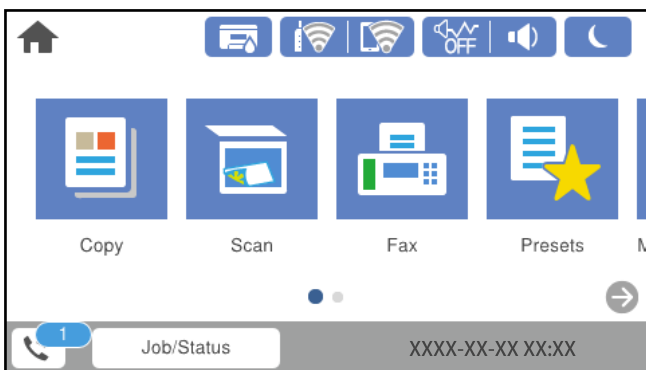 OFF
Copy
Scan
Fax
Presets
M
1
Job/Status
XXXX-XX-XX XX:XX